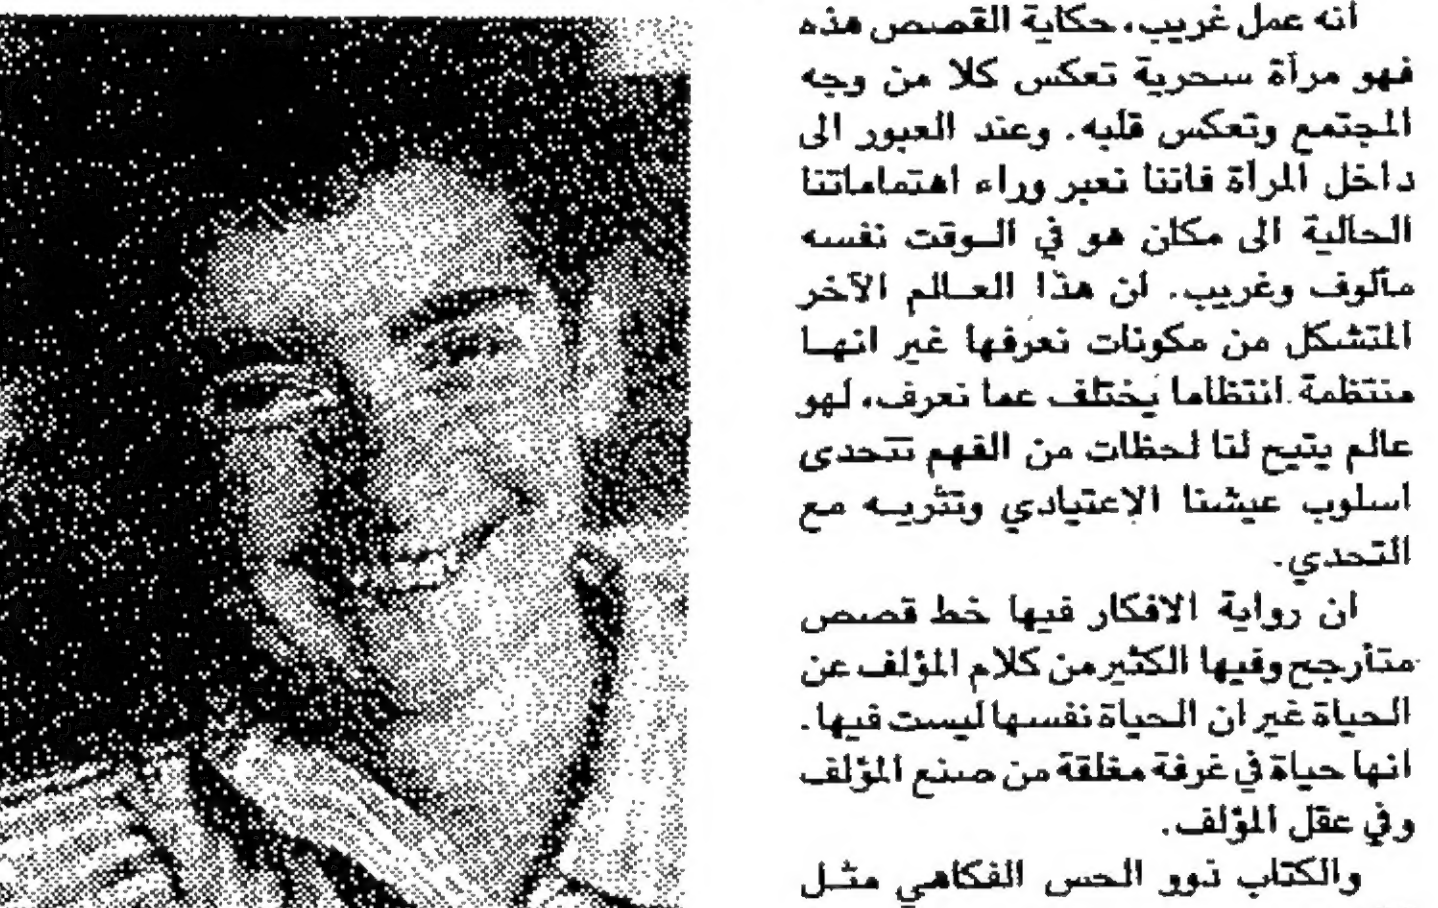 أنه عمل غريب، حكاية القصص هذه
فهو مرأة سحرية تعكس كلا من وجه
المجتمع وتعكس قلبه. وعند العبور الى
داخل المرأة فاننا نعبر وراء اهتماماتنا
الحالية الى مكان هو في الوقت نفسه
مألوف وغريب. ان هذا العالم الآخر
المتشكل من مكونات نعرفها غير انها
منتظمة انتظاما يختلف عما نعرف، لهو
عالم يتيح لنا لحظات من الفهم تتحدى
اسلوب عيشنا الإعتيادي وتثريه مع
التحدي.
ان رواية الافكار فيها خط قصص
متأرجح وفيها الكثير من كلام المؤلف عن
الحياة غير ان الحياة نفسها ليست فيها.
انها حياة في غرفة مغلقة من صنع المؤلف
وفي عقل المؤلف.
والكتاب ذوو الحس الفكاهي مثل